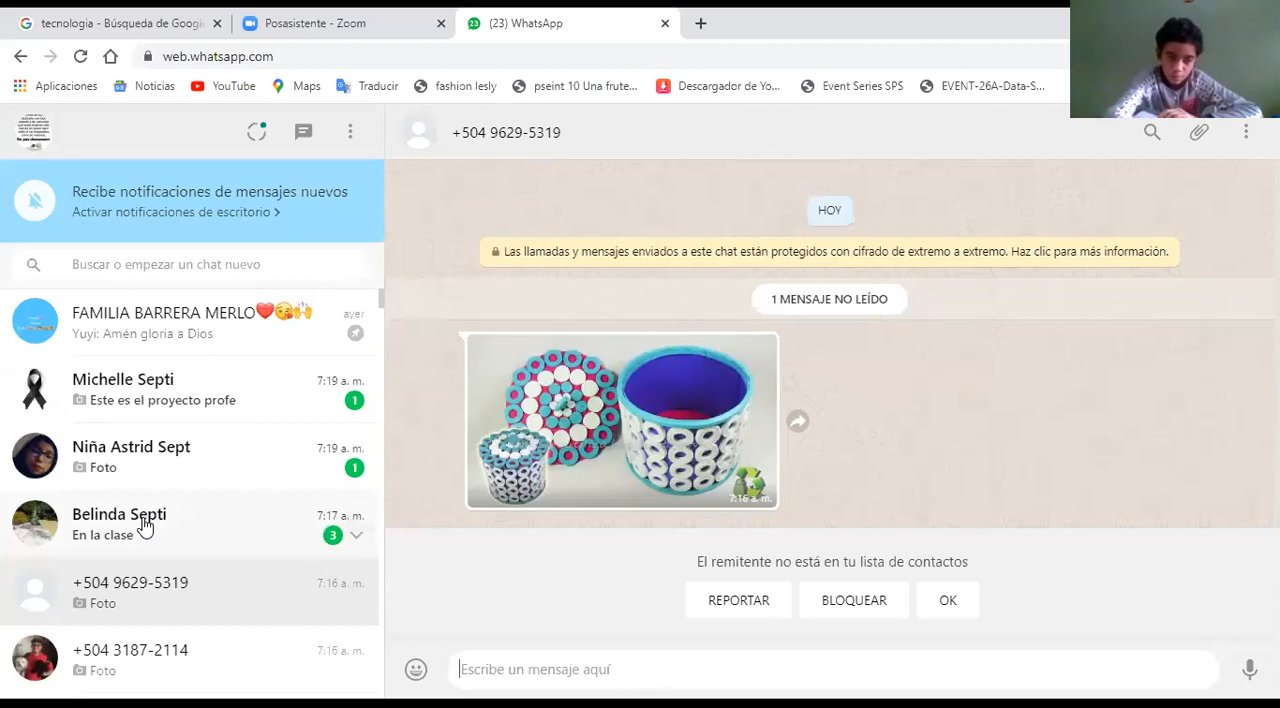 tecnologia - Búsqueda de Googl
Posasistente - Zoom
23
(23) WhatsApp
web.whatsapp.com
Aplicaciones
Noticias
YouTube
Maps
Traducir
fashion lesly
pseint 10 Una frute...
Descargador de Yo...
Event Series SPS
EVENT-26A-Data-S...
Recibe notificaciones de mensajes nuevos
Activar notificaciones de escritorio >
Buscar o empezar un chat nuevo
FAMILIA BARRERA MERLO❤️😘🙌
ayer
Yuyi: Amén gloria a Dios
Michelle Septi
7:19 a. m.
Este es el proyecto profe
1
Niña Astrid Sept
7:19 a. m.
Foto
1
Belinda Septi
7:17 a. m.
En la clase
3
+504 9629-5319
7:16 a. m.
Foto
+504 3187-2114
7:16 a. m.
Foto
+504 9629-5319
HOY
Las llamadas y mensajes enviados a este chat están protegidos con cifrado de extremo a extremo. Haz clic para más información.
1 MENSAJE NO LEÍDO
7:16 a. m.
El remitente no está en tu lista de contactos
REPORTAR
BLOQUEAR
OK
Escribe un mensaje aquí